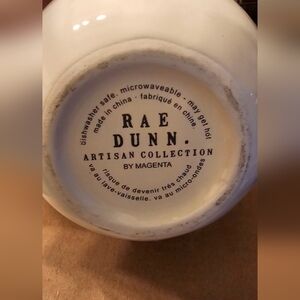 dishwasher safe. microwaveable - may get hot
made in china · fabriqué en chine.
RAE
DUNN.
ARTISAN COLLECTION
BY MAGENTA
risque de devenir très chaud
va au lave-vaisselle. va au micro-ondes